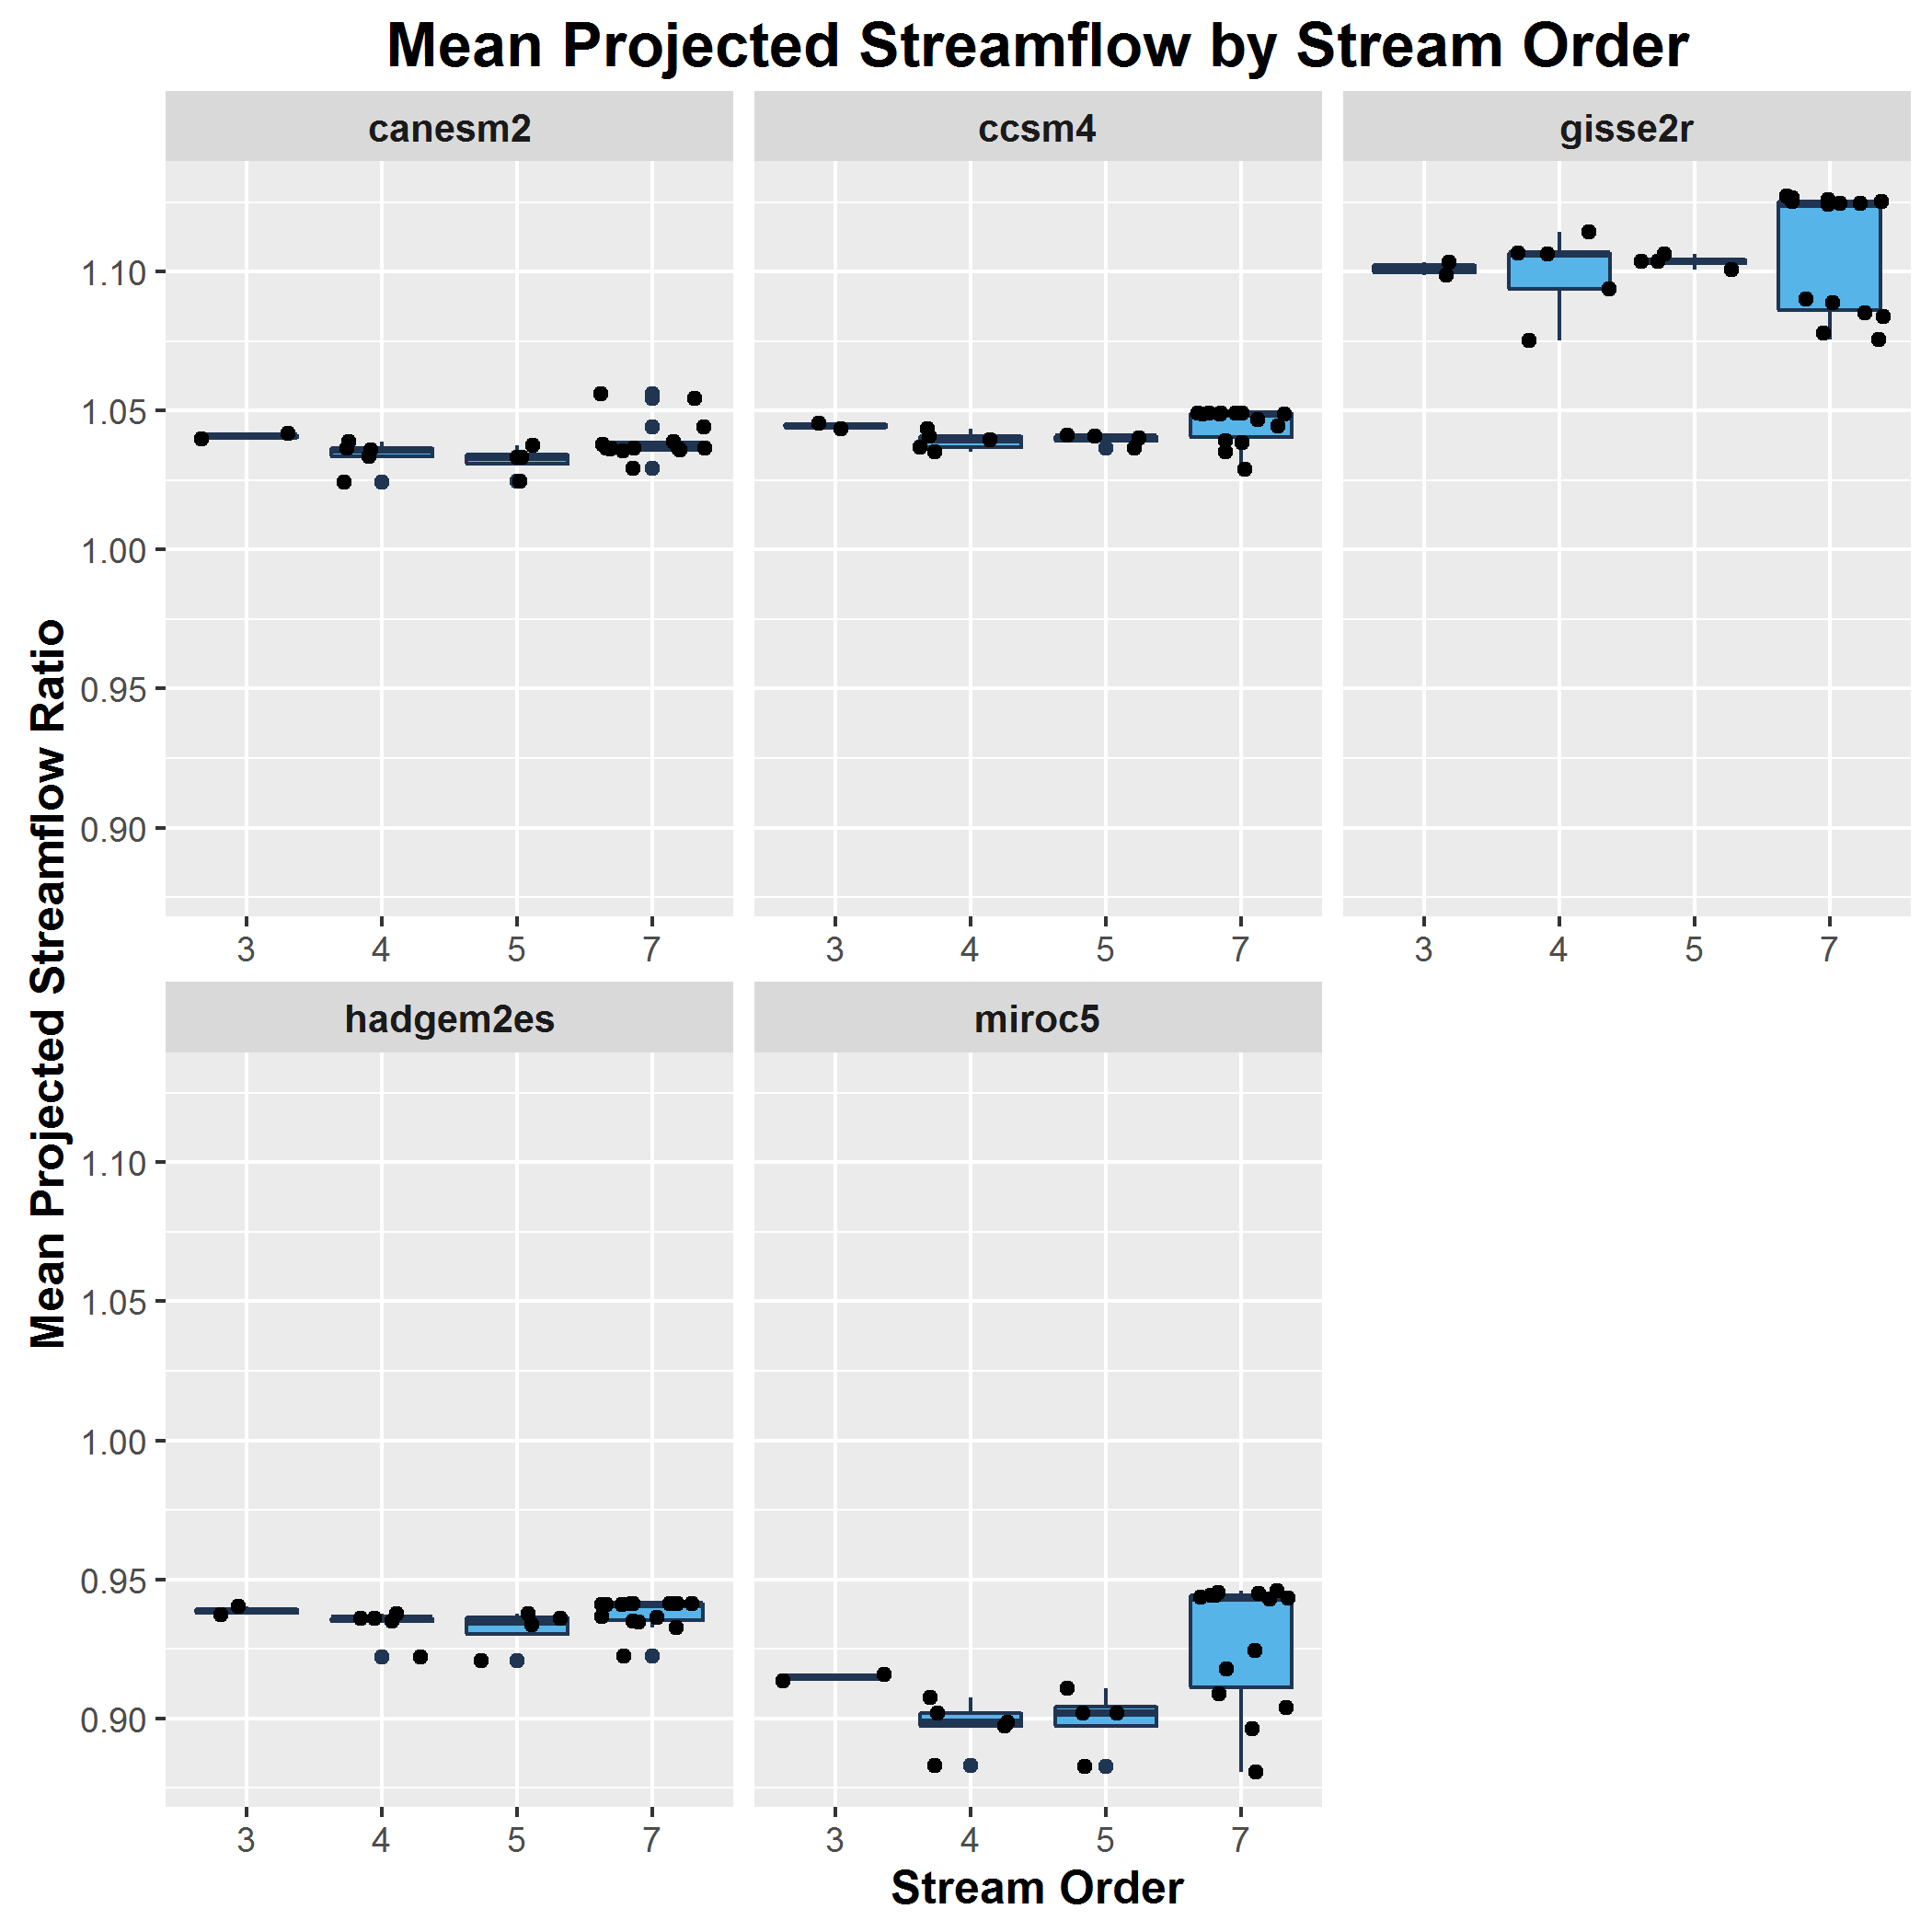 Mean Projected Streamflow by Stream Order
canesm2 ccsm4 gisse2r
Mean Projected Streamflow Ratio
1.10
1.05
1.00
0.95
0.90
3 4 5 7 3 4 5 7 3 4 5 7
hadgem2es miroc5
1.10
1.05
1.00
0.95
0.90
3 4 5 7 3 4 5 7
Stream Order